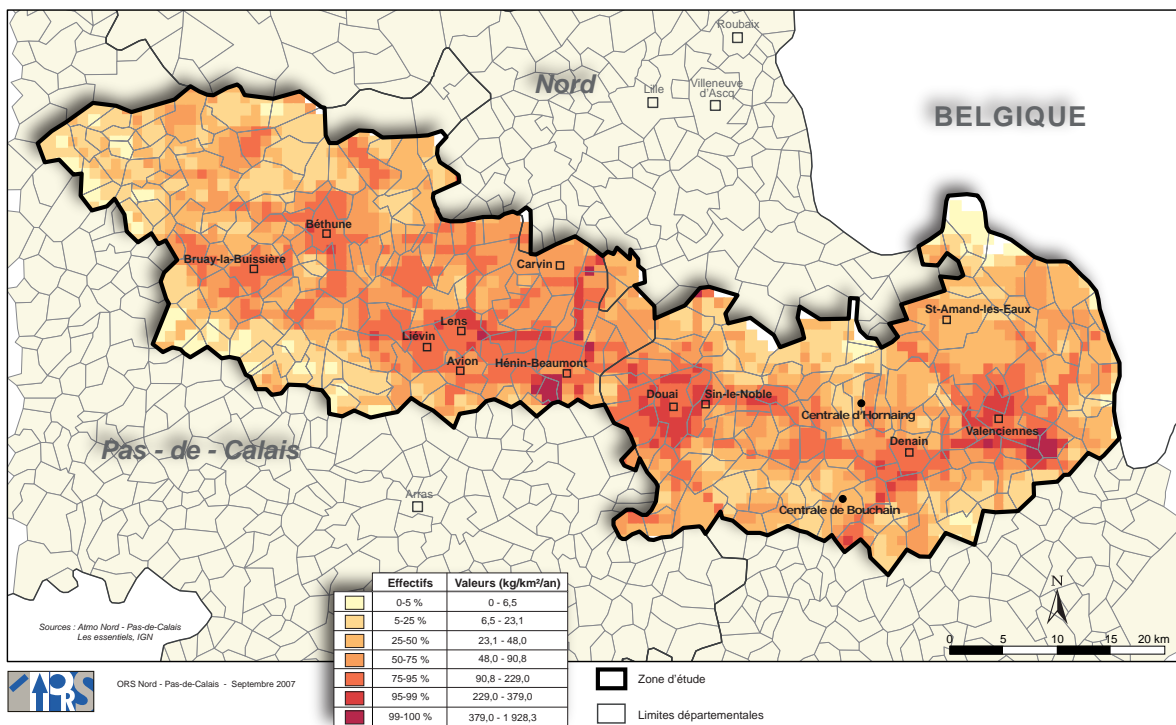 Roubaix
Nord
Lille
Villeneuve
d'Ascq
BELGIQUE
Béthune
Bruay-la-Buissière
Carvin
St-Amand-les-Eaux
Lens
Liévin
Avion
Hénin-Beaumont
Douai
Sin-le-Noble
Centrale d'Hornaing
Valenciennes
Denain
Pas - de - Calais
Arras
Centrale de Bouchain
N
0 5 10 15 20 km
Sources : Atmo Nord - Pas-de-Calais
Les essentiels, IGN
Effectifs Valeurs (kg/km²/an)
0-5 % 0 - 6,5
5-25 % 6,5 - 23,1
25-50 % 23,1 - 48,0
50-75 % 48,0 - 90,8
75-95 % 90,8 - 229,0
95-99 % 229,0 - 379,0
99-100 % 379,0 - 1 928,3
Zone d'étude
Limites départementales
ORS
ORS Nord - Pas-de-Calais - Septembre 2007